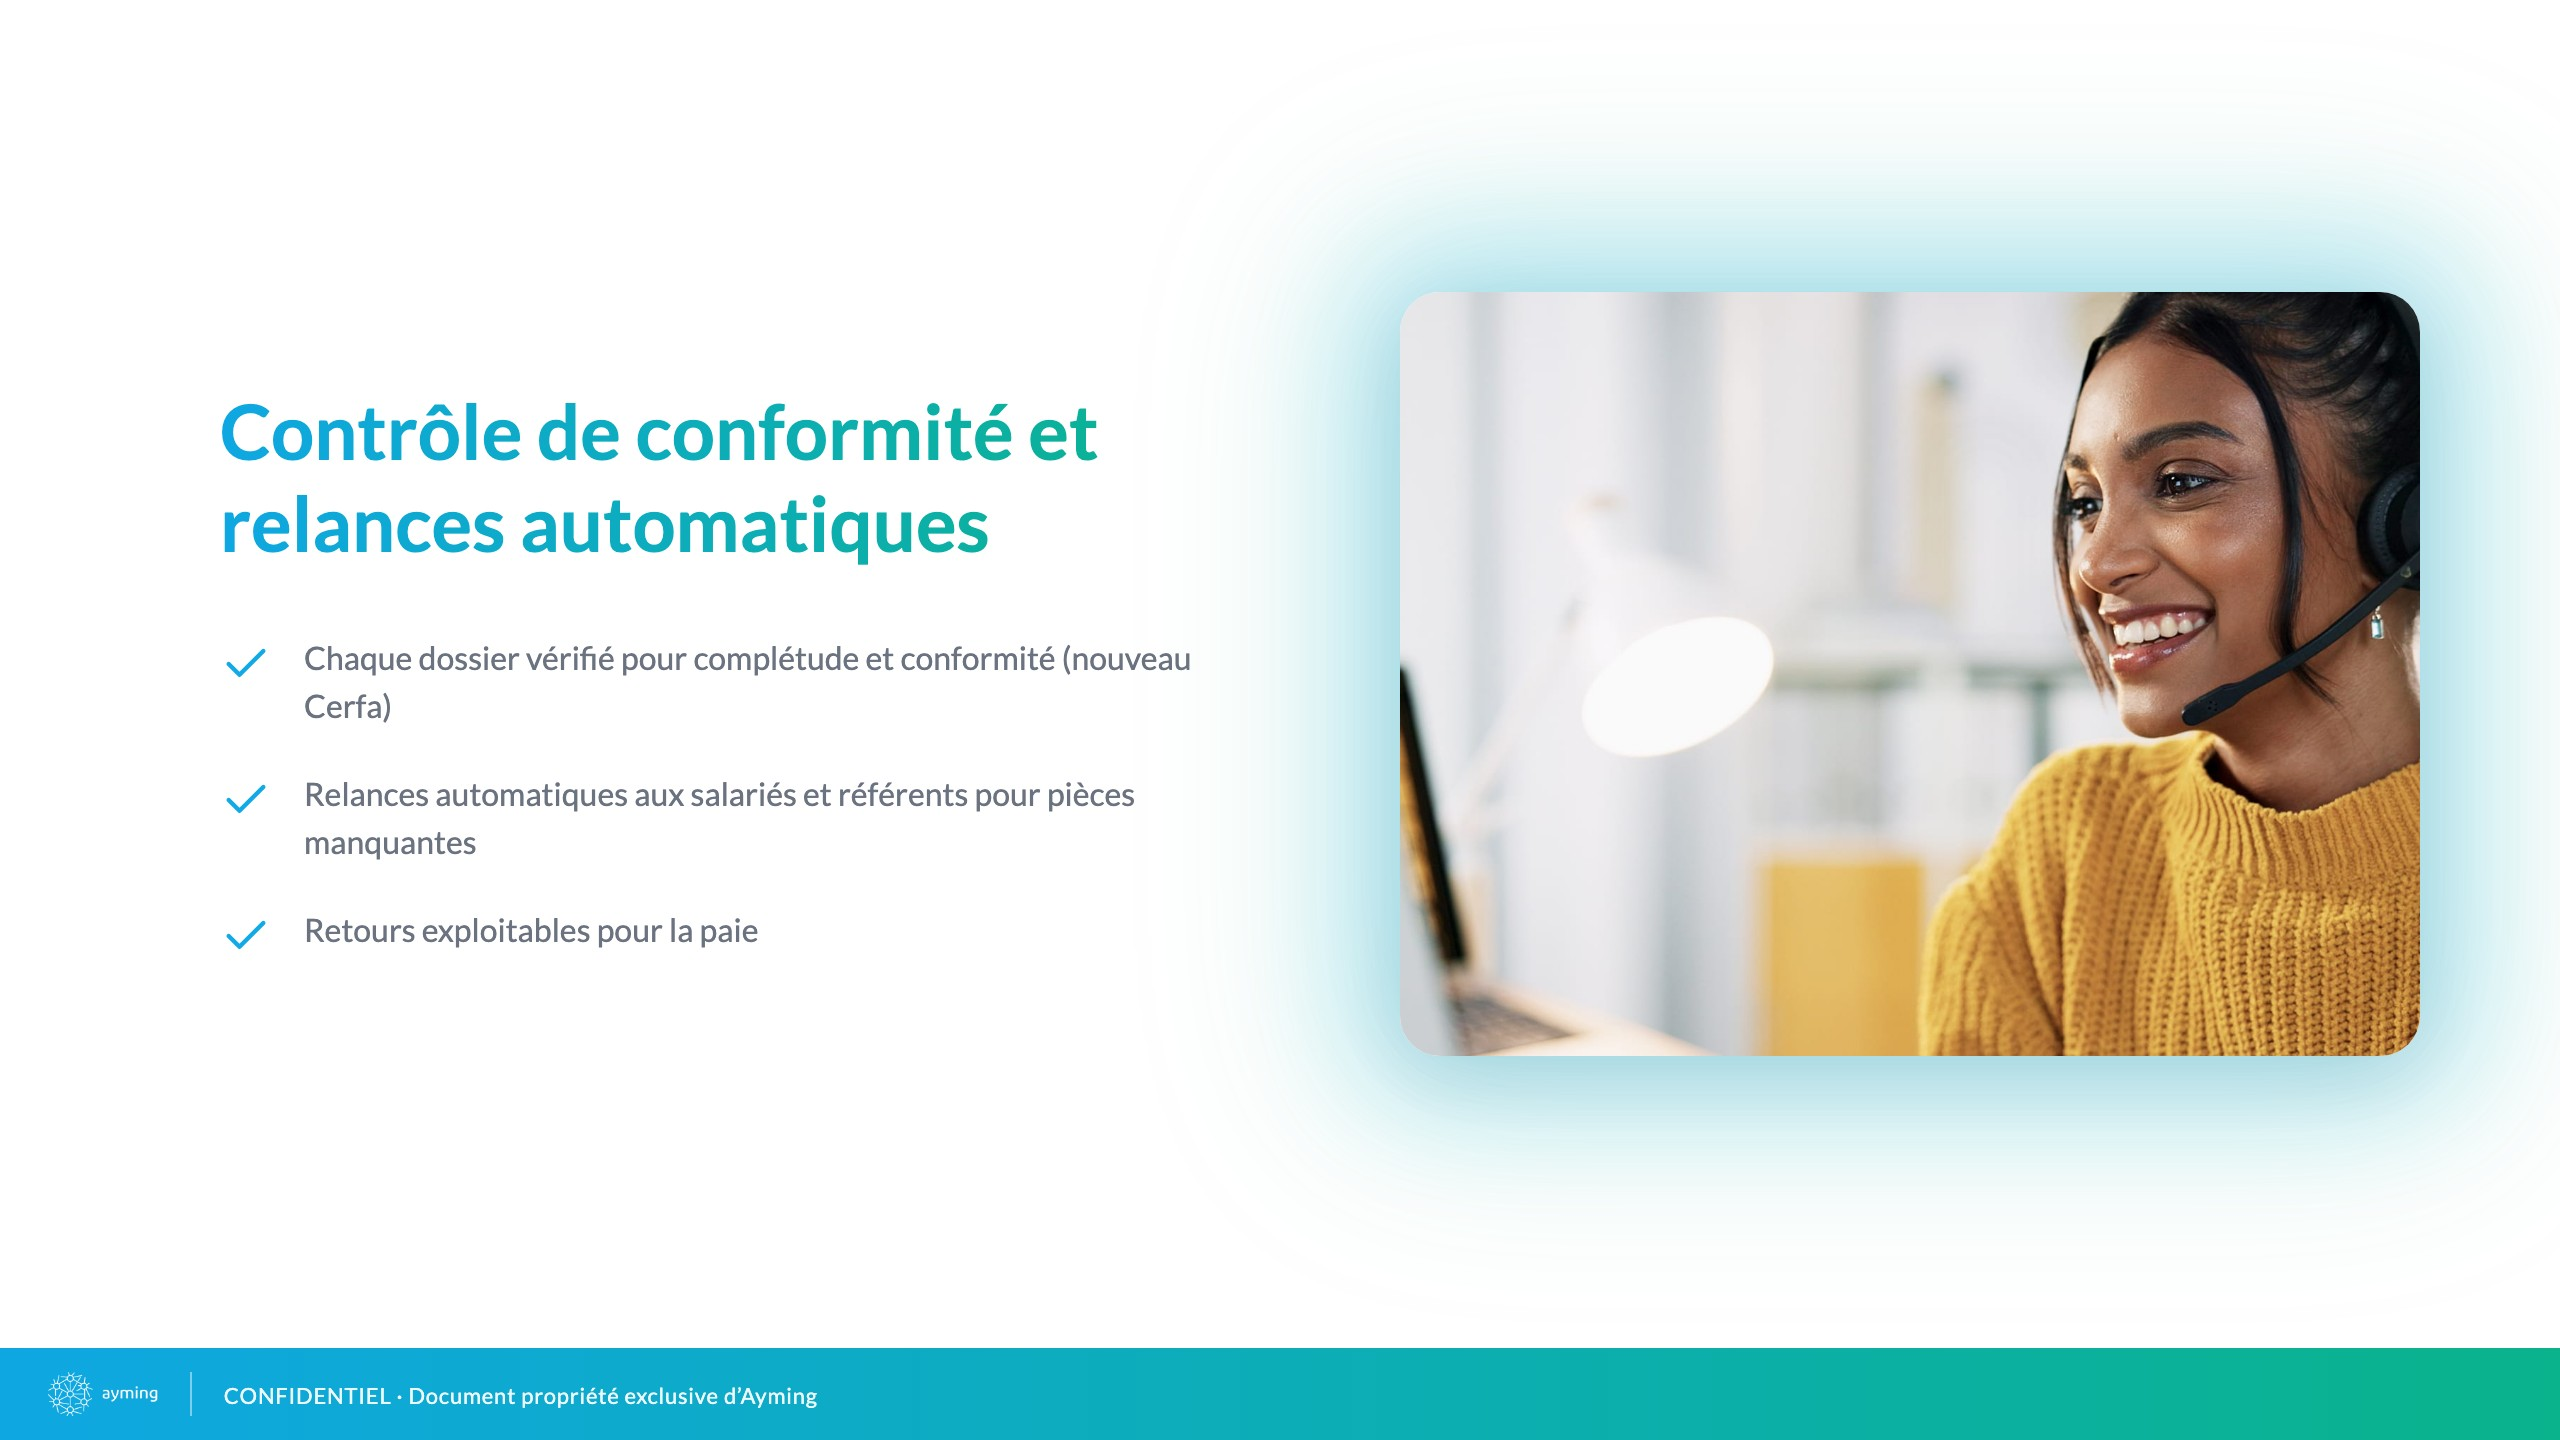 Contrôle de conformité et
relances automatiques
Chaque dossier vérifié pour complétude et conformité (nouveau
Cerfa)
Relances automatiques aux salariés et référents pour pièces
manquantes
Retours exploitables pour la paie
ayming
CONFIDENTIEL · Document propriété exclusive d’Ayming